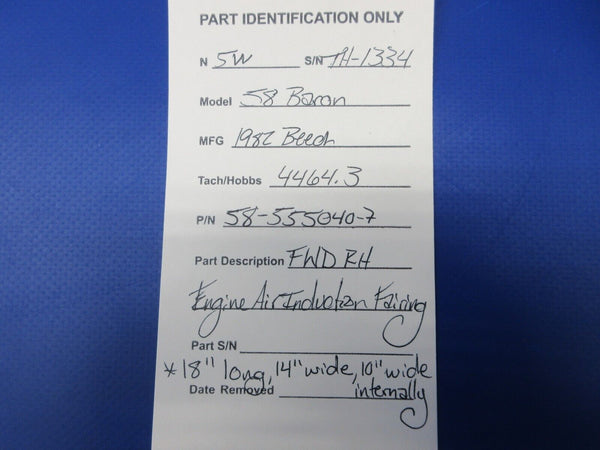 PART IDENTIFICATION ONLY
N 5W S/N TH-1334
Model 58 Baron
MFG 1982 Beech
Tach/Hobbs 4464.3
P/N 58-555040-7
Part Description FWD RH
Engine Air Induction Fairing
Part S/N
* 18" long, 14" wide, 10" wide
Date Removed internally